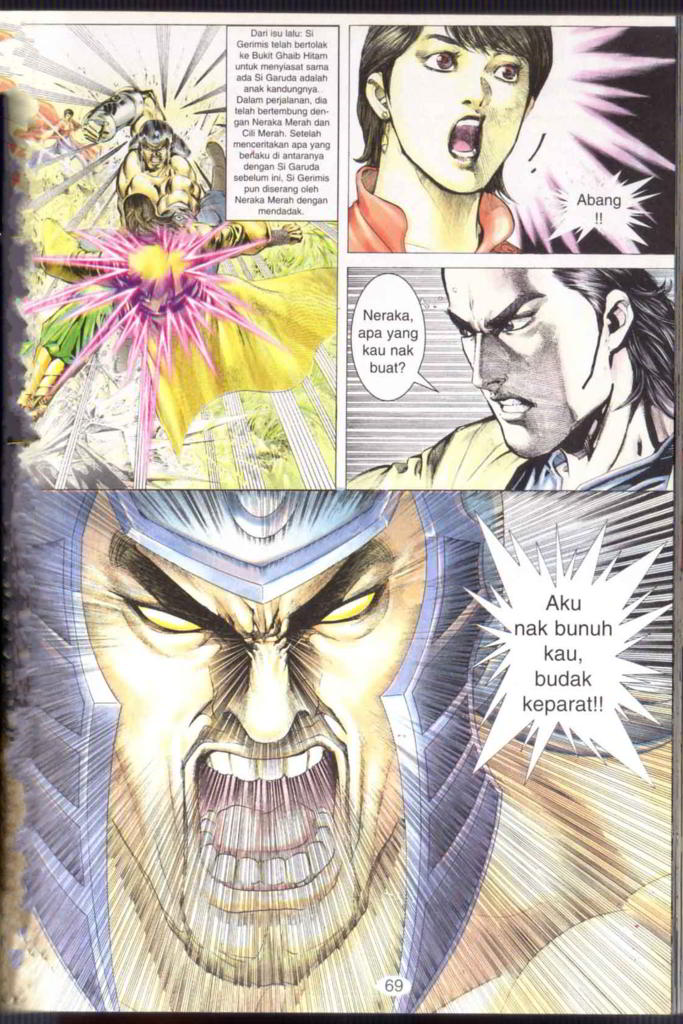 Dari isu lalu: Si
Gerimis telah bertolak
ke Bukit Ghaib Hitam
untuk menyiasat sama
ada Si Garuda adalah
anak kandungnya.
Dalam perjalanan, dia
telah bertembung den-
gan Neraka Merah dan
Cili Merah. Setelah
menceritakan apa yang
berlaku di antaranya
dengan Si Garuda
sebelum ini, Si Gerimis
pun diserang oleh
Neraka Merah dengan
mendadak.
Abang
!!
Neraka,
apa yang
kau nak
buat?
Aku
nak bunuh
kau,
budak
keparat!!
69